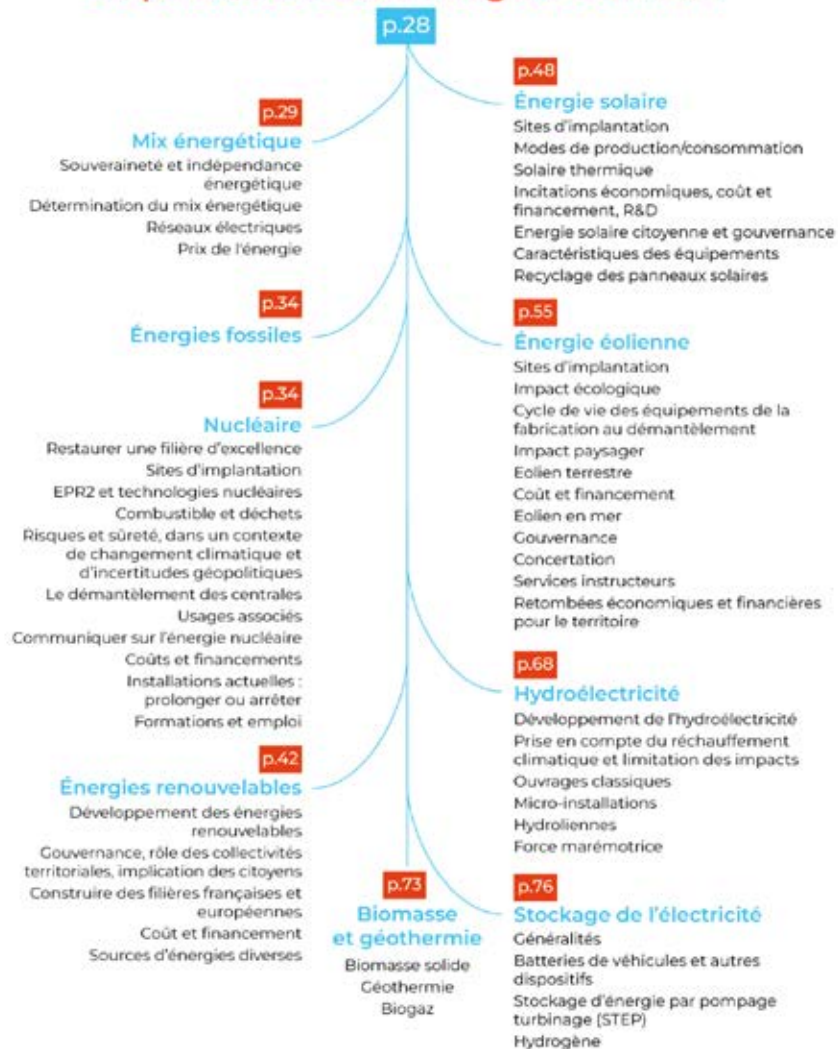 p.28
p.29
Mix énergétique
Souveraineté et indépendance
énergétique
Détermination du mix énergétique
Réseaux électriques
Prix de l'énergie
p.34
Énergies fossiles
p.34
Nucléaire
Restaurer une filière d'excellence
Sites d'implantation
EPR2 et technologies nucléaires
Combustible et déchets
Risques et sûreté, dans un contexte
de changement climatique et
d'incertitudes géopolitiques
Le démantèlement des centrales
Usages associés
Communiquer sur l'énergie nucléaire
Coûts et financements
Installations actuelles :
prolonger ou arrêter
Formations et emploi
p.42
Énergies renouvelables
Développement des énergies
renouvelables
Gouvernance, rôle des collectivités
territoriales, implication des citoyens
Construire des filières françaises et
européennes
Coût et financement
Sources d'énergies diverses
p.73
Biomasse
et géothermie
Biomasse solide
Géothermie
Biogaz
p.48
Énergie solaire
Sites d'implantation
Modes de production/consommation
Solaire thermique
Incitations économiques, coût et
financement, R&D
Energie solaire citoyenne et gouvernance
Caractéristiques des équipements
Recyclage des panneaux solaires
p.55
Énergie éolienne
Sites d'implantation
Impact écologique
Cycle de vie des équipements de la
fabrication au démantèlement
Impact paysager
Eolien terrestre
Coût et financement
Eolien en mer
Gouvernance
Concertation
Services instructeurs
Retombées économiques et financières
pour le territoire
p.68
Hydroélectricité
Développement de l'hydroélectricité
Prise en compte du réchauffement
climatique et limitation des impacts
Ouvrages classiques
Micro-installations
Hydroliennes
Force marémotrice
p.76
Stockage de l'électricité
Généralités
Batteries de véhicules et autres
dispositifs
Stockage d'énergie par pompage
turbinage (STEP)
Hydrogène